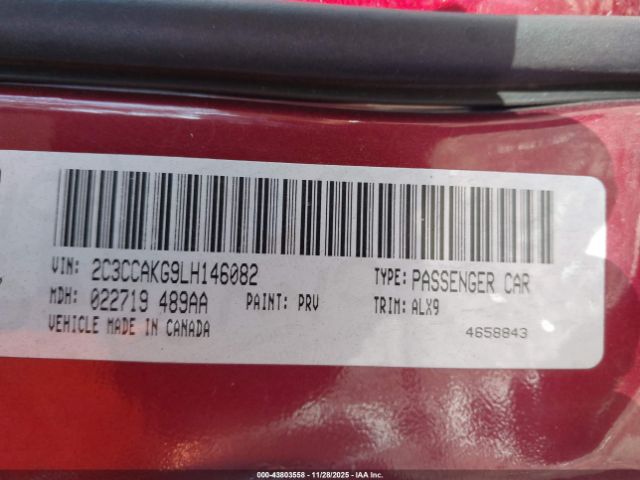 VIN: 2C3CCAKG9LH146082 TYPE: PASSENGER CAR
MDH: 022719 489AA PAINT: PRV TRIM: ALX9
VEHICLE MADE IN CANADA 4658843
000-43803558 - 11/28/2025 - IAA Inc.